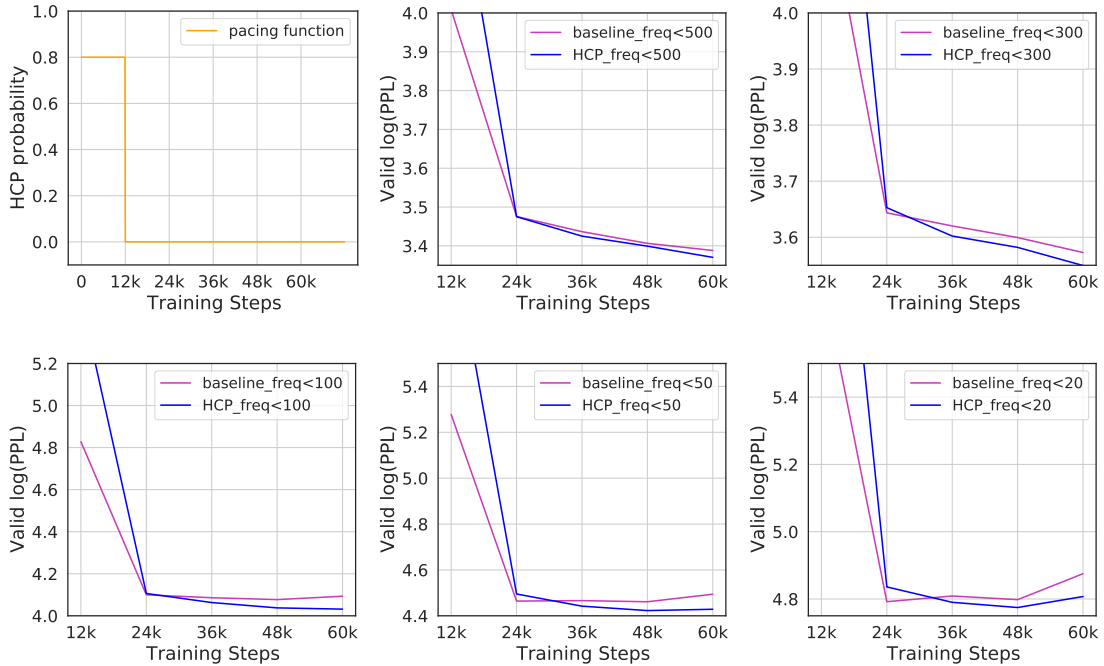 pacing function
HCP probability
1.0
0.8
0.6
0.4
0.2
0.0
0 12k 24k 36k 48k 60k
Training Steps
baseline_freq<500
HCP_freq<500
Valid log(PPL)
4.0
3.9
3.8
3.7
3.6
3.5
3.4
12k 24k 36k 48k 60k
Training Steps
baseline_freq<300
HCP_freq<300
Valid log(PPL)
4.0
3.9
3.8
3.7
3.6
12k 24k 36k 48k 60k
Training Steps
baseline_freq<100
HCP_freq<100
Valid log(PPL)
5.2
5.0
4.8
4.6
4.4
4.2
4.0
12k 24k 36k 48k 60k
Training Steps
baseline_freq<50
HCP_freq<50
Valid log(PPL)
5.4
5.2
5.0
4.8
4.6
4.4
12k 24k 36k 48k 60k
Training Steps
baseline_freq<20
HCP_freq<20
Valid log(PPL)
5.4
5.2
5.0
4.8
12k 24k 36k 48k 60k
Training Steps